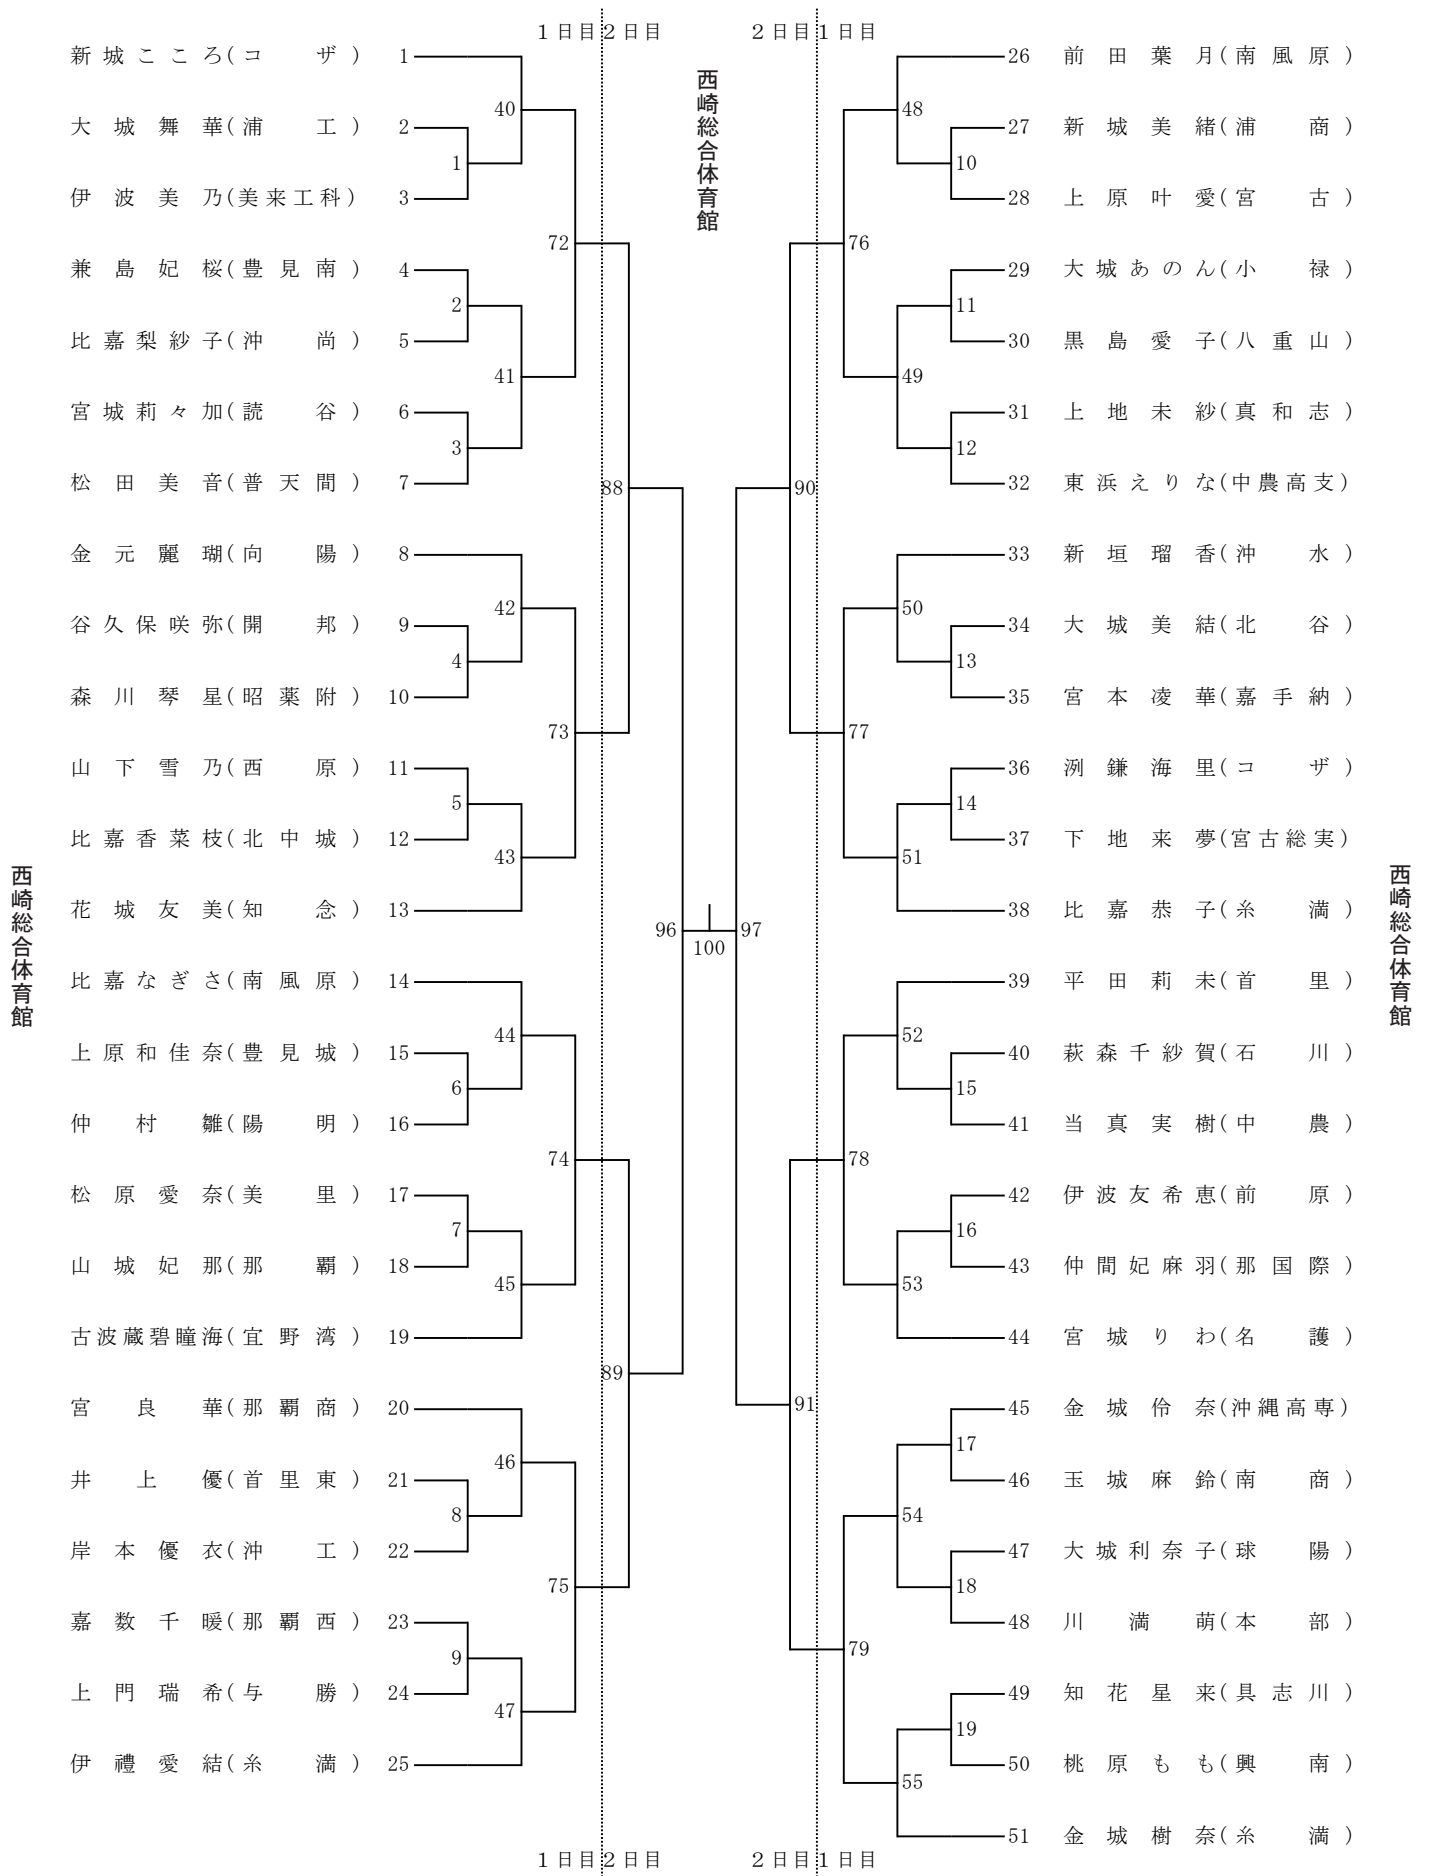 １日目 ２日目
２日目 １日目
西崎総合体育館
西崎総合体育館
西崎総合体育館
新城こころ(コザ) 1
大城舞華(浦工) 2
伊波美乃(美来工科) 3
兼島妃桜(豊見南) 4
比嘉梨紗子(沖尚) 5
宮城莉々加(読谷) 6
松田美音(普天間) 7
金元麗瑚(向陽) 8
谷久保咲弥(開邦) 9
森川琴星(昭薬附) 10
山下雪乃(西原) 11
比嘉香菜枝(北中城) 12
花城友美(知念) 13
比嘉なぎさ(南風原) 14
上原和佳奈(豊見城) 15
仲村雛(陽明) 16
松原愛奈(美里) 17
山城妃那(那覇) 18
古波蔵碧瞳海(宜野湾) 19
宮良華(那覇商) 20
井上優(首里東) 21
岸本優衣(沖工) 22
嘉数千暖(那覇西) 23
上門瑞希(与勝) 24
伊禮愛結(糸満) 25
1
2
3
4
5
6
7
8
9
40
41
42
43
44
45
46
47
72
73
74
75
88
89
96
100
97
90
91
76
77
78
79
48
49
50
51
52
53
54
55
10
11
12
13
14
15
16
17
18
19
26 前田葉月(南風原)
27 新城美緒(浦商)
28 上原叶愛(宮古)
29 大城あのん(小禄)
30 黒島愛子(八重山)
31 上地未紗(真和志)
32 東浜えりな(中農高支)
33 新垣瑠香(沖水)
34 大城美結(北谷)
35 宮本凌華(嘉手納)
36 洌鎌海里(コザ)
37 下地来夢(宮古総実)
38 比嘉恭子(糸満)
39 平田莉未(首里)
40 萩森千紗賀(石川)
41 当真実樹(中農)
42 伊波友希恵(前原)
43 仲間妃麻羽(那国際)
44 宮城りわ(名護)
45 金城伶奈(沖縄高専)
46 玉城麻鈴(南商)
47 大城利奈子(球陽)
48 川満萌(本部)
49 知花星来(具志川)
50 桃原もも(興南)
51 金城樹奈(糸満)
１日目 ２日目
２日目 １日目